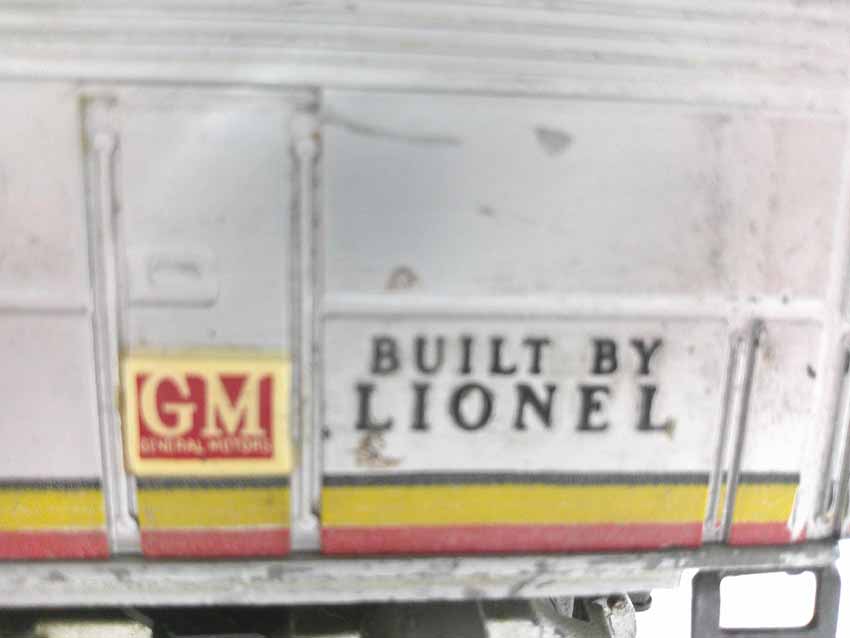 BUILT BY
LIONEL
GM
GENERAL MOTORS